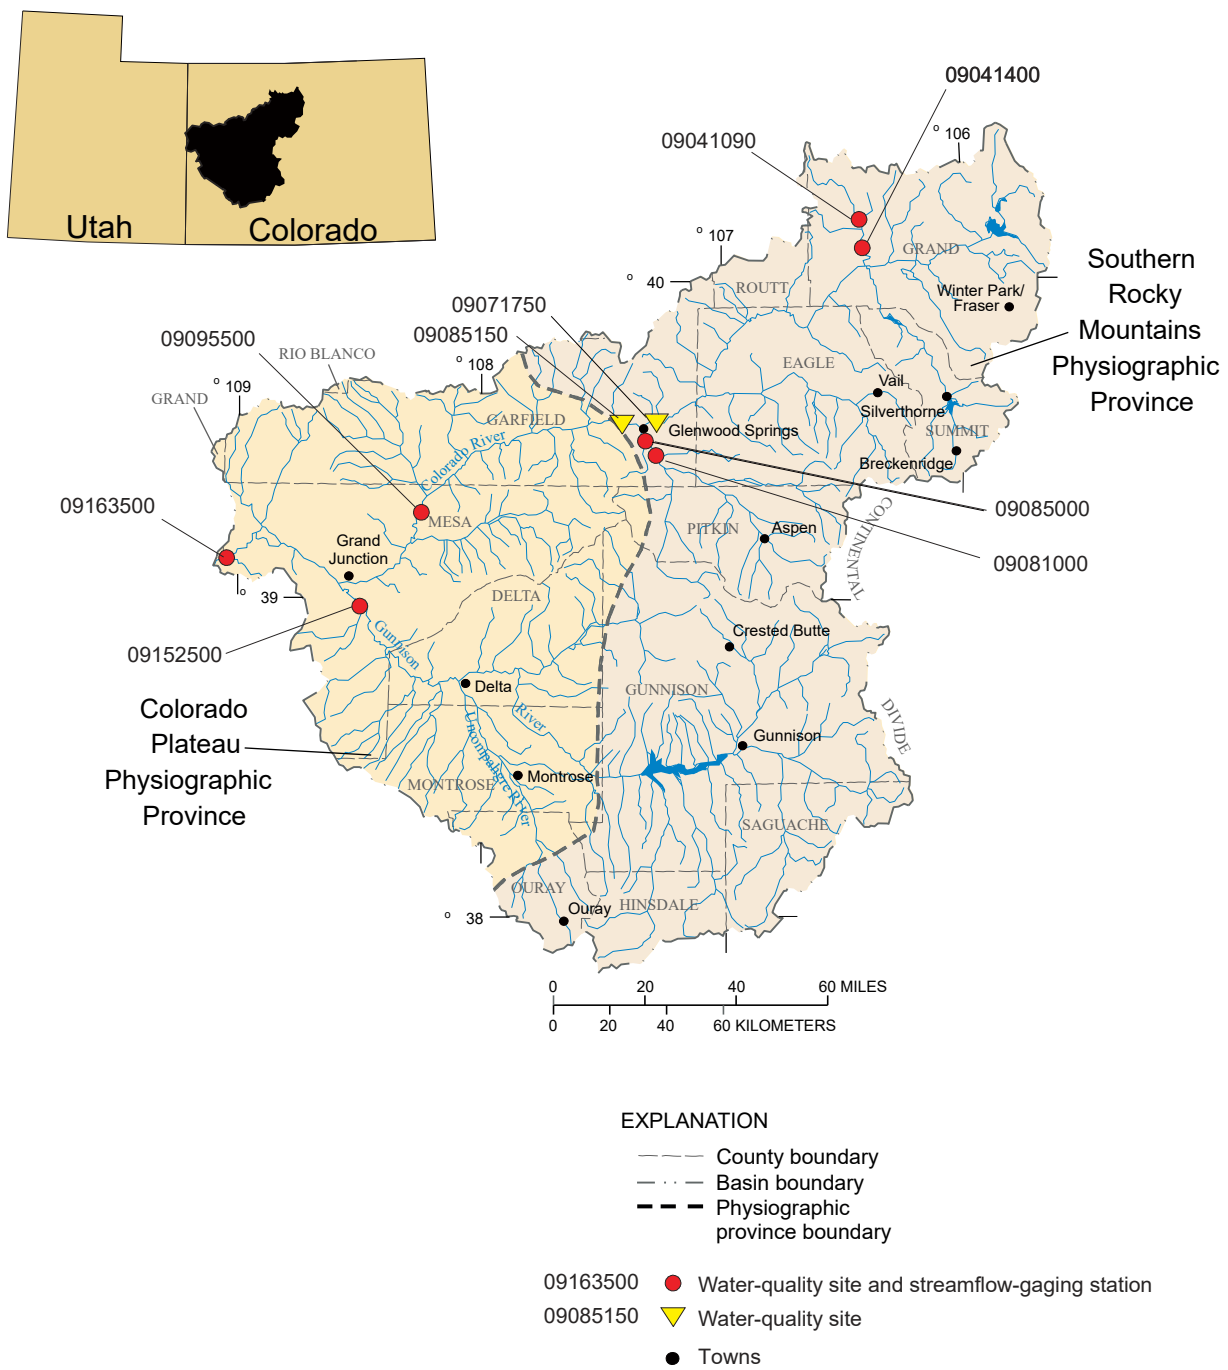 Utah
Colorado
09041400
09041090
° 106
° 107
GRAND
Southern
Rocky
Mountains
Physiographic
Province
° 40
ROUTT
Winter Park/
Fraser
09071750
09085150
09095500
RIO BLANCO
° 108
EAGLE
° 109
GRAND
Vail
Silverthorne
GARFIELD
Glenwood Springs
SUMMIT
Colorado River
Breckenridge
09163500
MESA
PITKIN
Aspen
CONTINENTAL
09085000
Grand
Junction
09081000
° 39
DELTA
09152500
Gunnison
Crested Butte
Delta
GUNNISON
River
DIVIDE
Colorado
Plateau
Physiographic
Province
Uncompahgre River
Gunnison
Montrose
MONTROSE
SAGUACHE
OURAY
° 38
Ouray
HINSDALE
0 20 40 60 MILES
0 20 40 60 KILOMETERS
EXPLANATION
County boundary
Basin boundary
Physiographic
province boundary
09163500 Water-quality site and streamflow-gaging station
09085150 Water-quality site
Towns